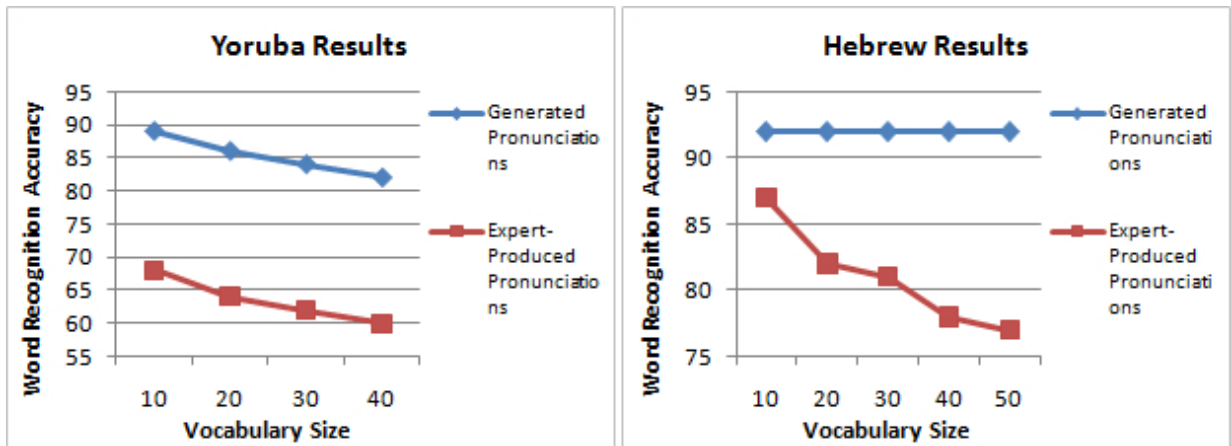 Yoruba Results
Word Recognition Accuracy
95
90
85
80
75
70
65
60
55
10 20 30 40
Vocabulary Size
Generated
Pronunciatio
ns
Expert-
Produced
Pronunciatio
ns
Hebrew Results
Word Recognition Accuracy
95
90
85
80
75
10 20 30 40 50
Vocabulary Size
Generated
Pronunciati
ons
Expert-
Produced
Pronunciati
ons